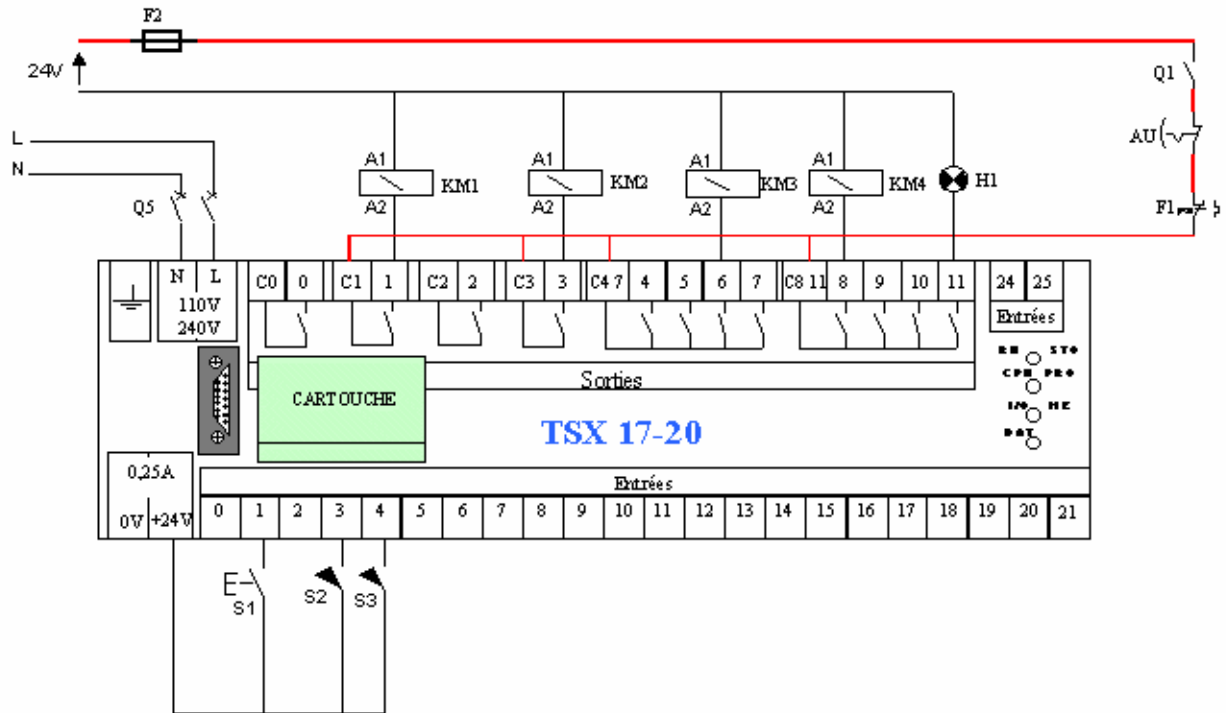 F2
24V
Q1
AU
L
N
A1 A1 A1 A1
KM1 KM2 KM3 KM4 H1
A2 A2 A2 A2
Q5
F1
N L
110V
240V
C0 0 C1 1 C2 2 C3 3 C4 7 4 5 6 7 C8 11 8 9 10 11
24 25
Entrées
Sorties
CARTOUCHE
TSX 17-20
0,25A
0V +24V
Entrées
0 1 2 3 4 5 6 7 8 9 10 11 12 13 14 15 16 17 18 19 20 21
S1 S2 S3